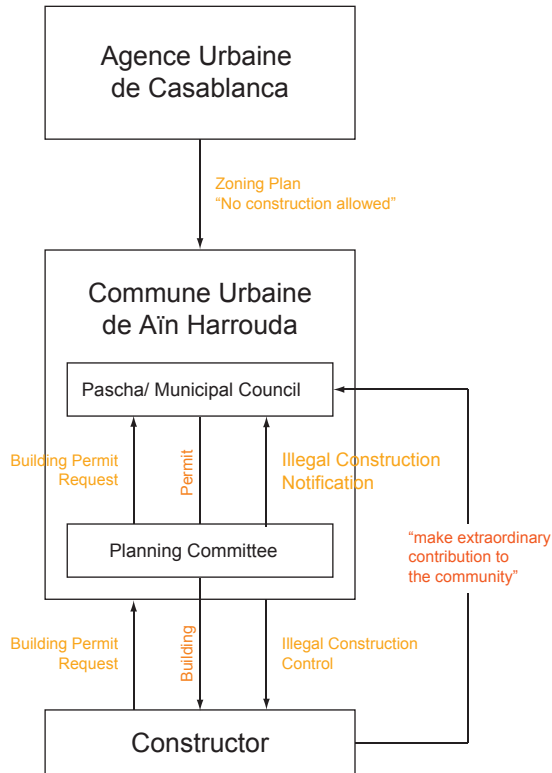 Agence Urbaine
de Casablanca
Zoning Plan
“No construction allowed”
Commune Urbaine
de Aïn Harrouda
Pascha/ Municipal Council
Building Permit
Request
Permit
Illegal Construction
Notification
Planning Committee
“make extraordinary
contribution to
the community”
Building Permit
Request
Building
Illegal Construction
Control
Constructor